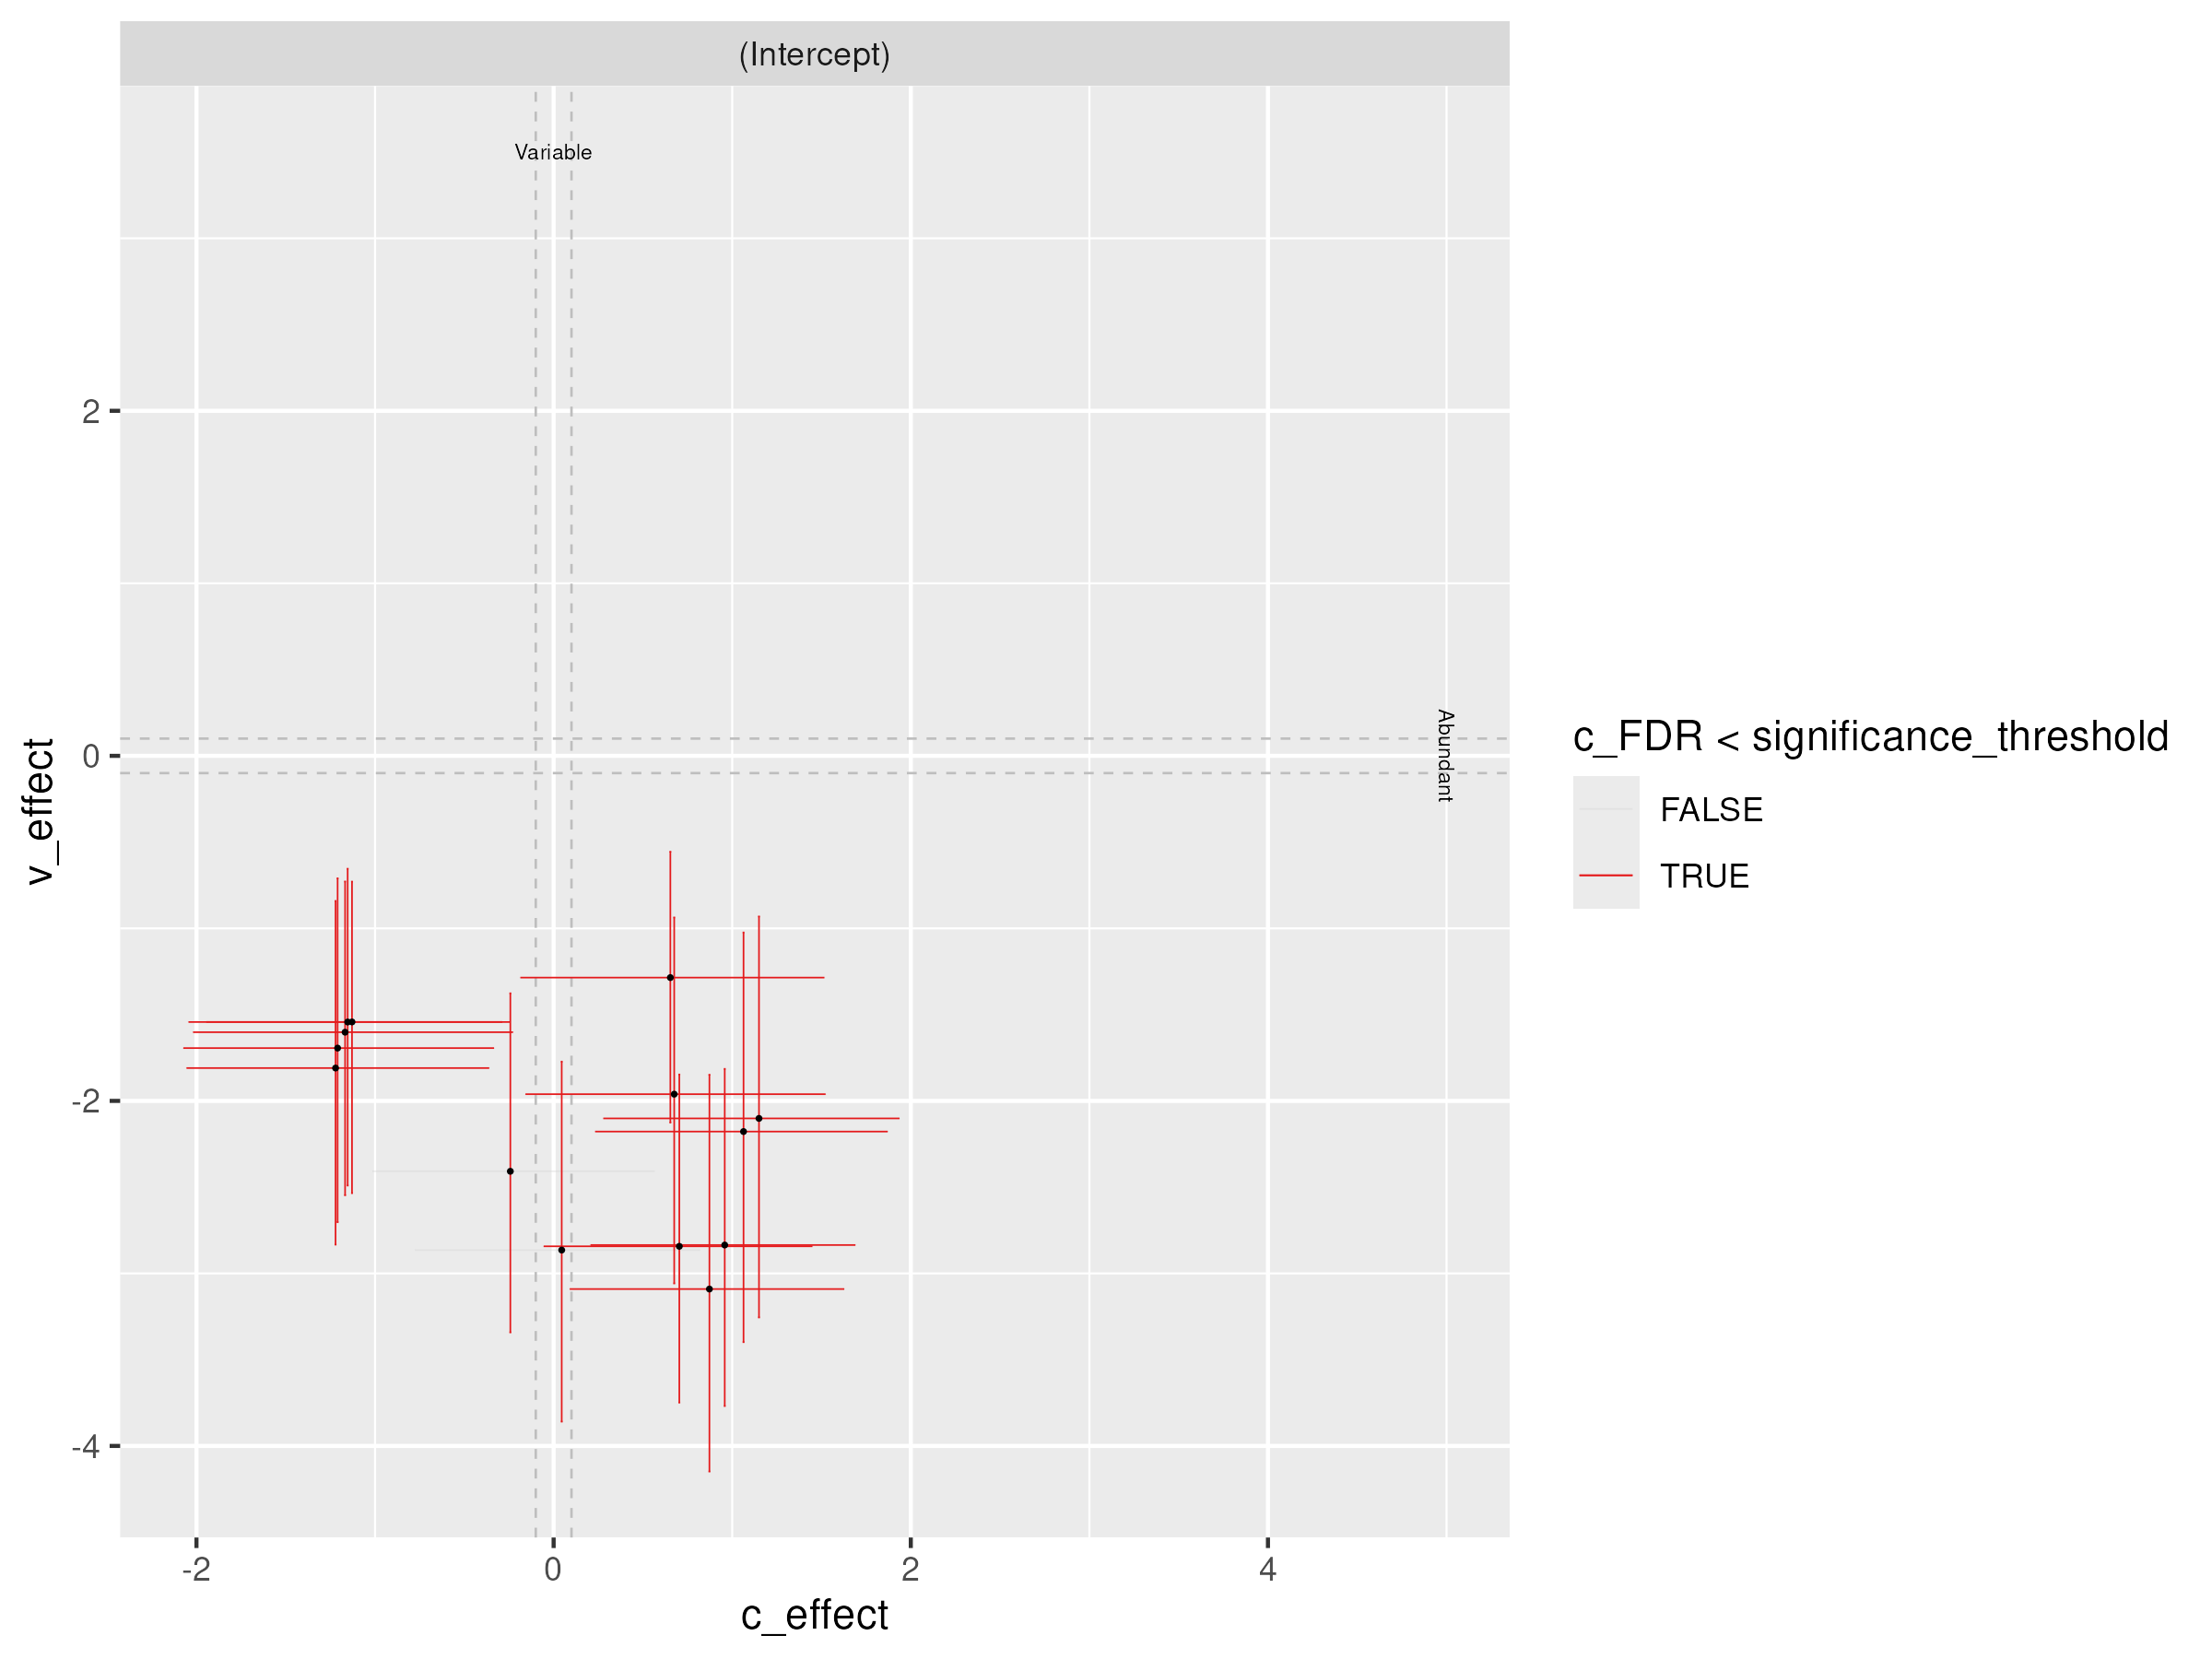 (Intercept)
Variable
Abundant
2
0
-2
-4
v_effect
-2
0
2
4
c_effect
c_FDR < significance_threshold
FALSE
TRUE